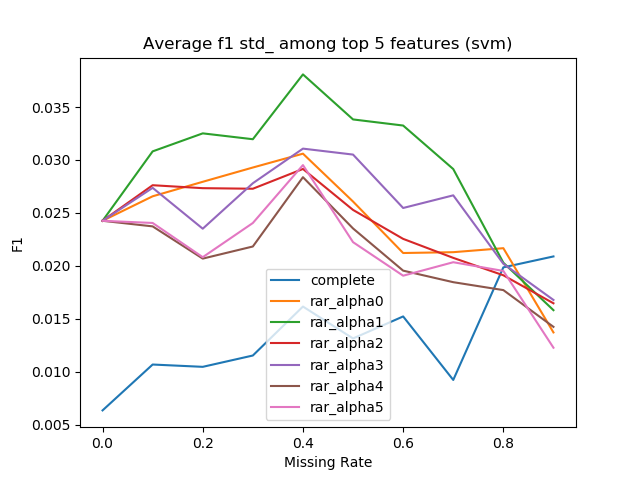 Average f1 std_ among top 5 features (svm)
F1
0.035
0.030
0.025
0.020
0.015
0.010
0.005
complete
rar_alpha0
rar_alpha1
rar_alpha2
rar_alpha3
rar_alpha4
rar_alpha5
0.0 0.2 0.4 0.6 0.8
Missing Rate